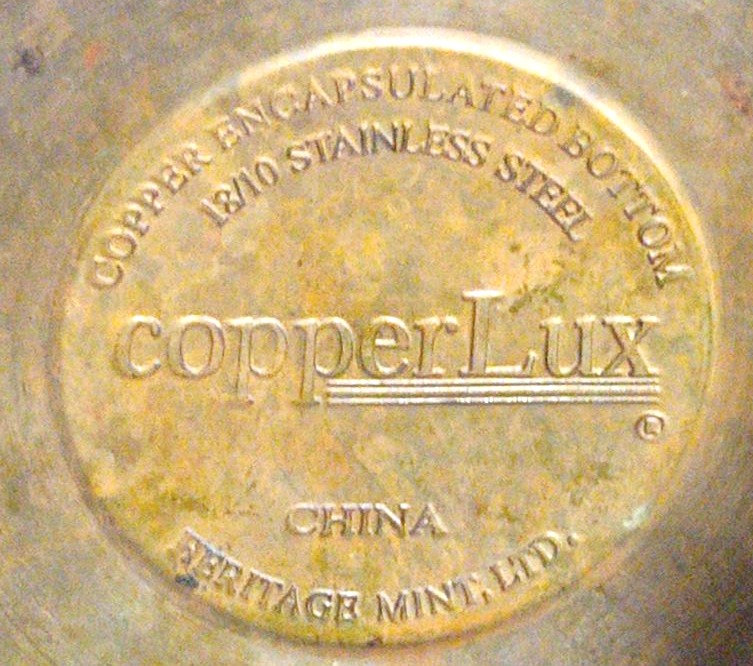 COPPER ENCAPSULATED BOTTOM
18/10 STAINLESS STEEL
copperLux
®
CHINA
HERITAGE MINT, LTD.